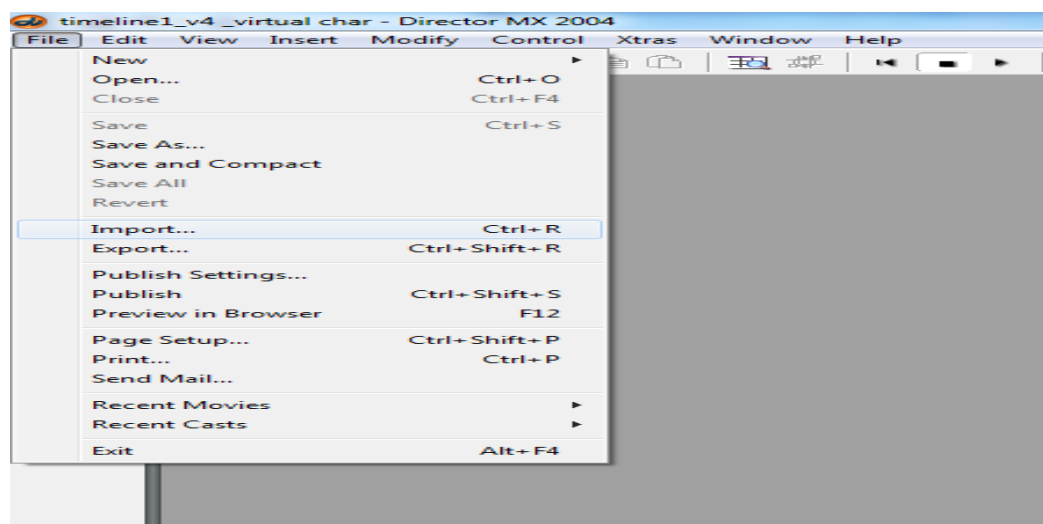 timeline1_v4 _virtual char - Director MX 2004
File Edit View Insert Modify Control Xtras Window Help
New
Open... Ctrl+O
Close Ctrl+F4
Save Ctrl+S
Save As...
Save and Compact
Save All
Revert
Import... Ctrl+R
Export... Ctrl+Shift+R
Publish Settings...
Publish Ctrl+Shift+S
Preview in Browser F12
Page Setup... Ctrl+Shift+P
Print... Ctrl+P
Send Mail...
Recent Movies
Recent Casts
Exit Alt+F4